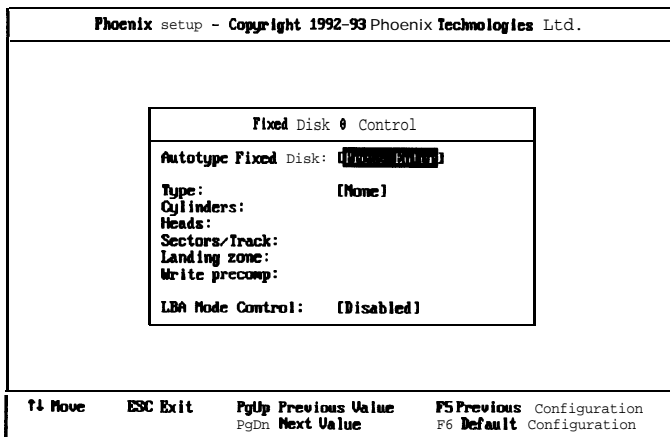 Phoenix setup - Copyright 1992-93 Phoenix Technologies Ltd.
Fixed Disk 0 Control
Autotype Fixed Disk: [Press Enter]
Type: [None]
Cylinders:
Heads:
Sectors/Track:
Landing zone:
Write precomp:
LBA Mode Control: [Disabled]
↑↓ Move ESC Exit PgUp Previous Value F5 Previous Configuration
PgDn Next Value F6 Default Configuration